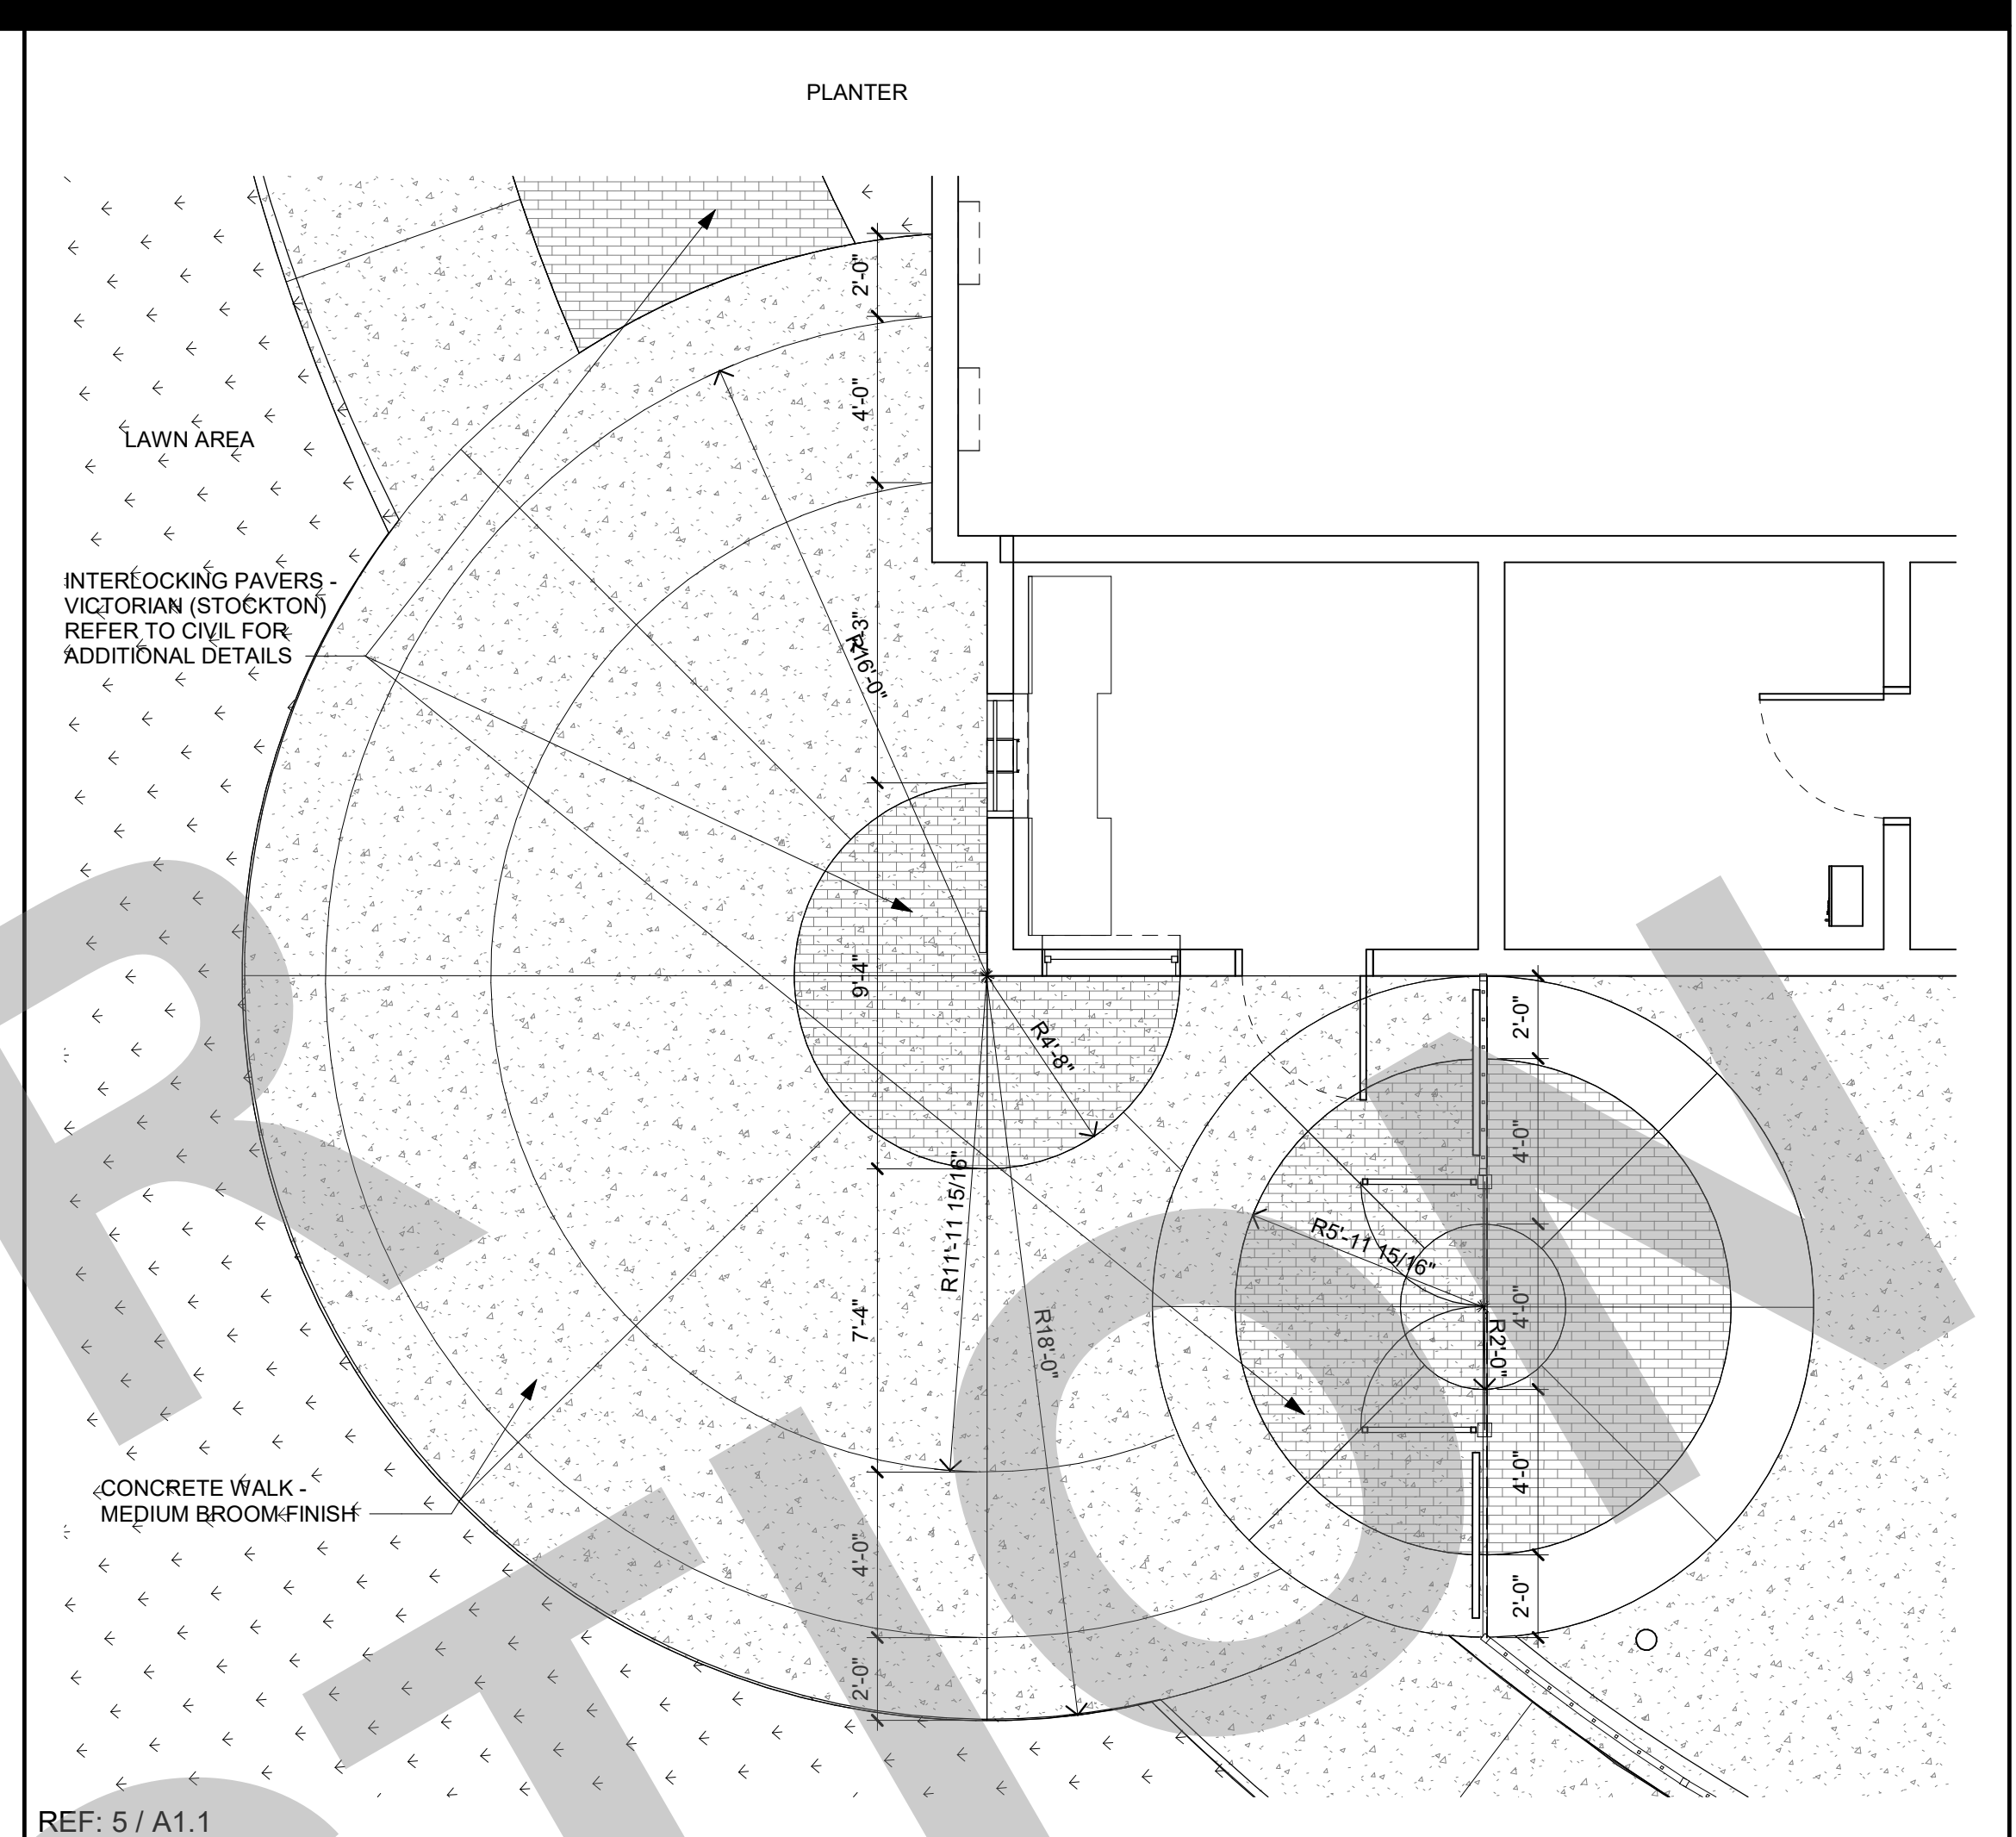 PLANTER
2'-0"
4'-0"
LAWN AREA
INTERLOCKING PAVERS -
VICTORIAN (STOCKTON)
REFER TO CIVIL FOR
ADDITIONAL DETAILS
R16'-0"
9'-4"
R4'-8"
2'-0"
4'-0"
R11'-11 15/16"
R5'-11 15/16"
4'-0"
R2'-0"
7'-4"
R18'-0"
CONCRETE WALK -
MEDIUM BROOM FINISH
4'-0"
4'-0"
2'-0"
2'-0"
REF: 5 / A1.1